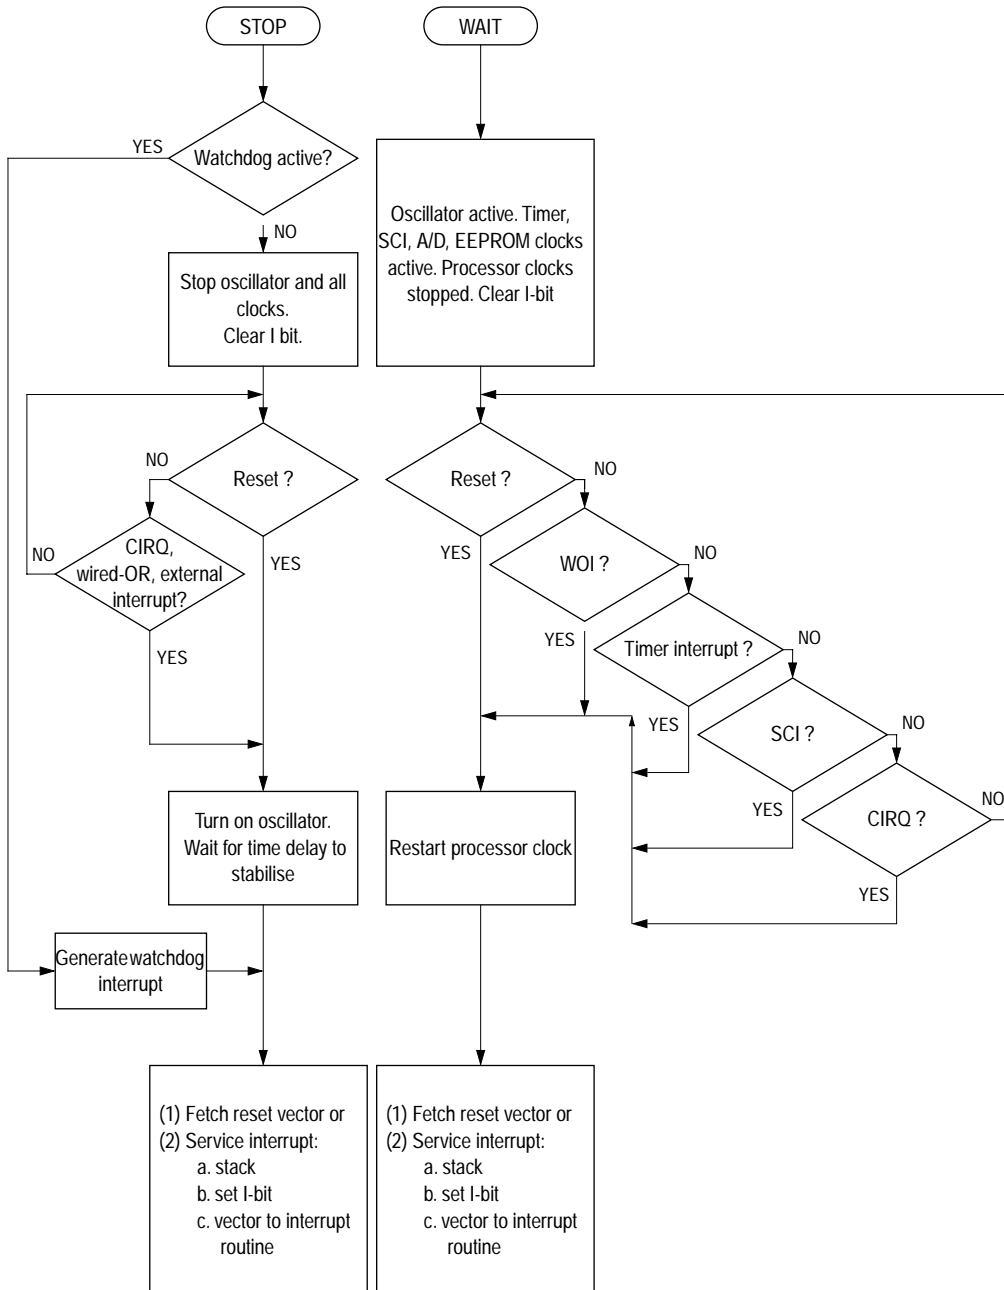 STOP
WAIT
YES
Watchdog active?
NO
Stop oscillator and all
clocks.
Clear I bit.
Oscillator active. Timer,
SCI, A/D, EEPROM clocks
active. Processor clocks
stopped. Clear I-bit
NO
Reset ?
YES
NO
CIRQ,
wired-OR, external
interrupt?
YES
Reset ?
NO
YES
WOI ?
NO
YES
Timer interrupt ?
NO
YES
SCI ?
NO
YES
CIRQ ?
NO
YES
Turn on oscillator.
Wait for time delay to
stabilise
Restart processor clock
Generate watchdog
interrupt
(1) Fetch reset vector or
(2) Service interrupt:
a. stack
b. set I-bit
c. vector to interrupt
routine
(1) Fetch reset vector or
(2) Service interrupt:
a. stack
b. set I-bit
c. vector to interrupt
routine